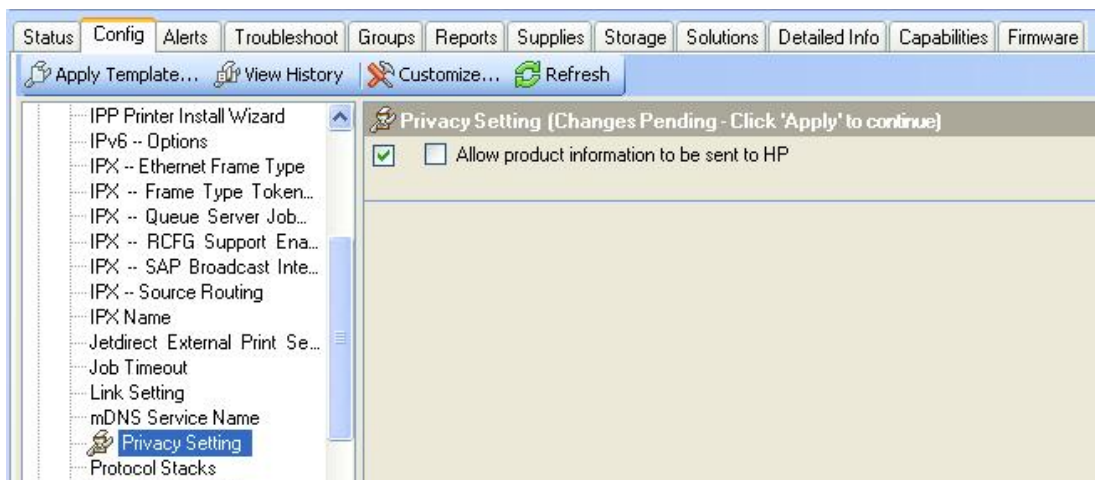 Status Config Alerts Troubleshoot Groups Reports Supplies Storage Solutions Detailed Info Capabilities Firmware
Apply Template... View History Customize... Refresh
IPP Printer Install Wizard
IPv6 -- Options
IPX -- Ethernet Frame Type
IPX -- Frame Type Token...
IPX -- Queue Server Job...
IPX -- RCFG Support Ena...
IPX -- SAP Broadcast Inte...
IPX -- Source Routing
IPX Name
Jetdirect External Print Se...
Job Timeout
Link Setting
mDNS Service Name
Privacy Setting
Protocol Stacks
Privacy Setting (Changes Pending - Click 'Apply' to continue)
Allow product information to be sent to HP